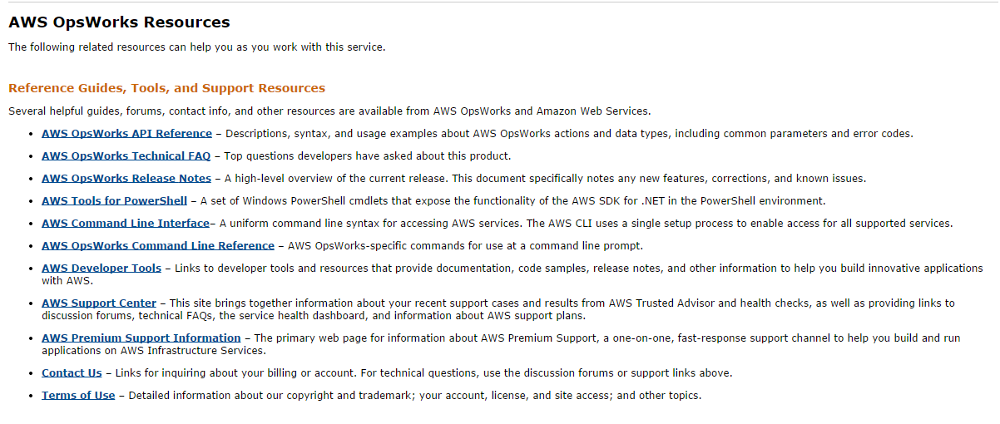 AWS OpsWorks Resources
The following related resources can help you as you work with this service.
Reference Guides, Tools, and Support Resources
Several helpful guides, forums, contact info, and other resources are available from AWS OpsWorks and Amazon Web Services.
• AWS OpsWorks API Reference – Descriptions, syntax, and usage examples about AWS OpsWorks actions and data types, including common parameters and error codes.
• AWS OpsWorks Technical FAQ – Top questions developers have asked about this product.
• AWS OpsWorks Release Notes – A high-level overview of the current release. This document specifically notes any new features, corrections, and known issues.
• AWS Tools for PowerShell – A set of Windows PowerShell cmdlets that expose the functionality of the AWS SDK for .NET in the PowerShell environment.
• AWS Command Line Interface– A uniform command line syntax for accessing AWS services. The AWS CLI uses a single setup process to enable access for all supported services.
• AWS OpsWorks Command Line Reference – AWS OpsWorks-specific commands for use at a command line prompt.
• AWS Developer Tools – Links to developer tools and resources that provide documentation, code samples, release notes, and other information to help you build innovative applications
with AWS.
• AWS Support Center – This site brings together information about your recent support cases and results from AWS Trusted Advisor and health checks, as well as providing links to
discussion forums, technical FAQs, the service health dashboard, and information about AWS support plans.
• AWS Premium Support Information – The primary web page for information about AWS Premium Support, a one-on-one, fast-response support channel to help you build and run
applications on AWS Infrastructure Services.
• Contact Us – Links for inquiring about your billing or account. For technical questions, use the discussion forums or support links above.
• Terms of Use – Detailed information about our copyright and trademark; your account, license, and site access; and other topics.